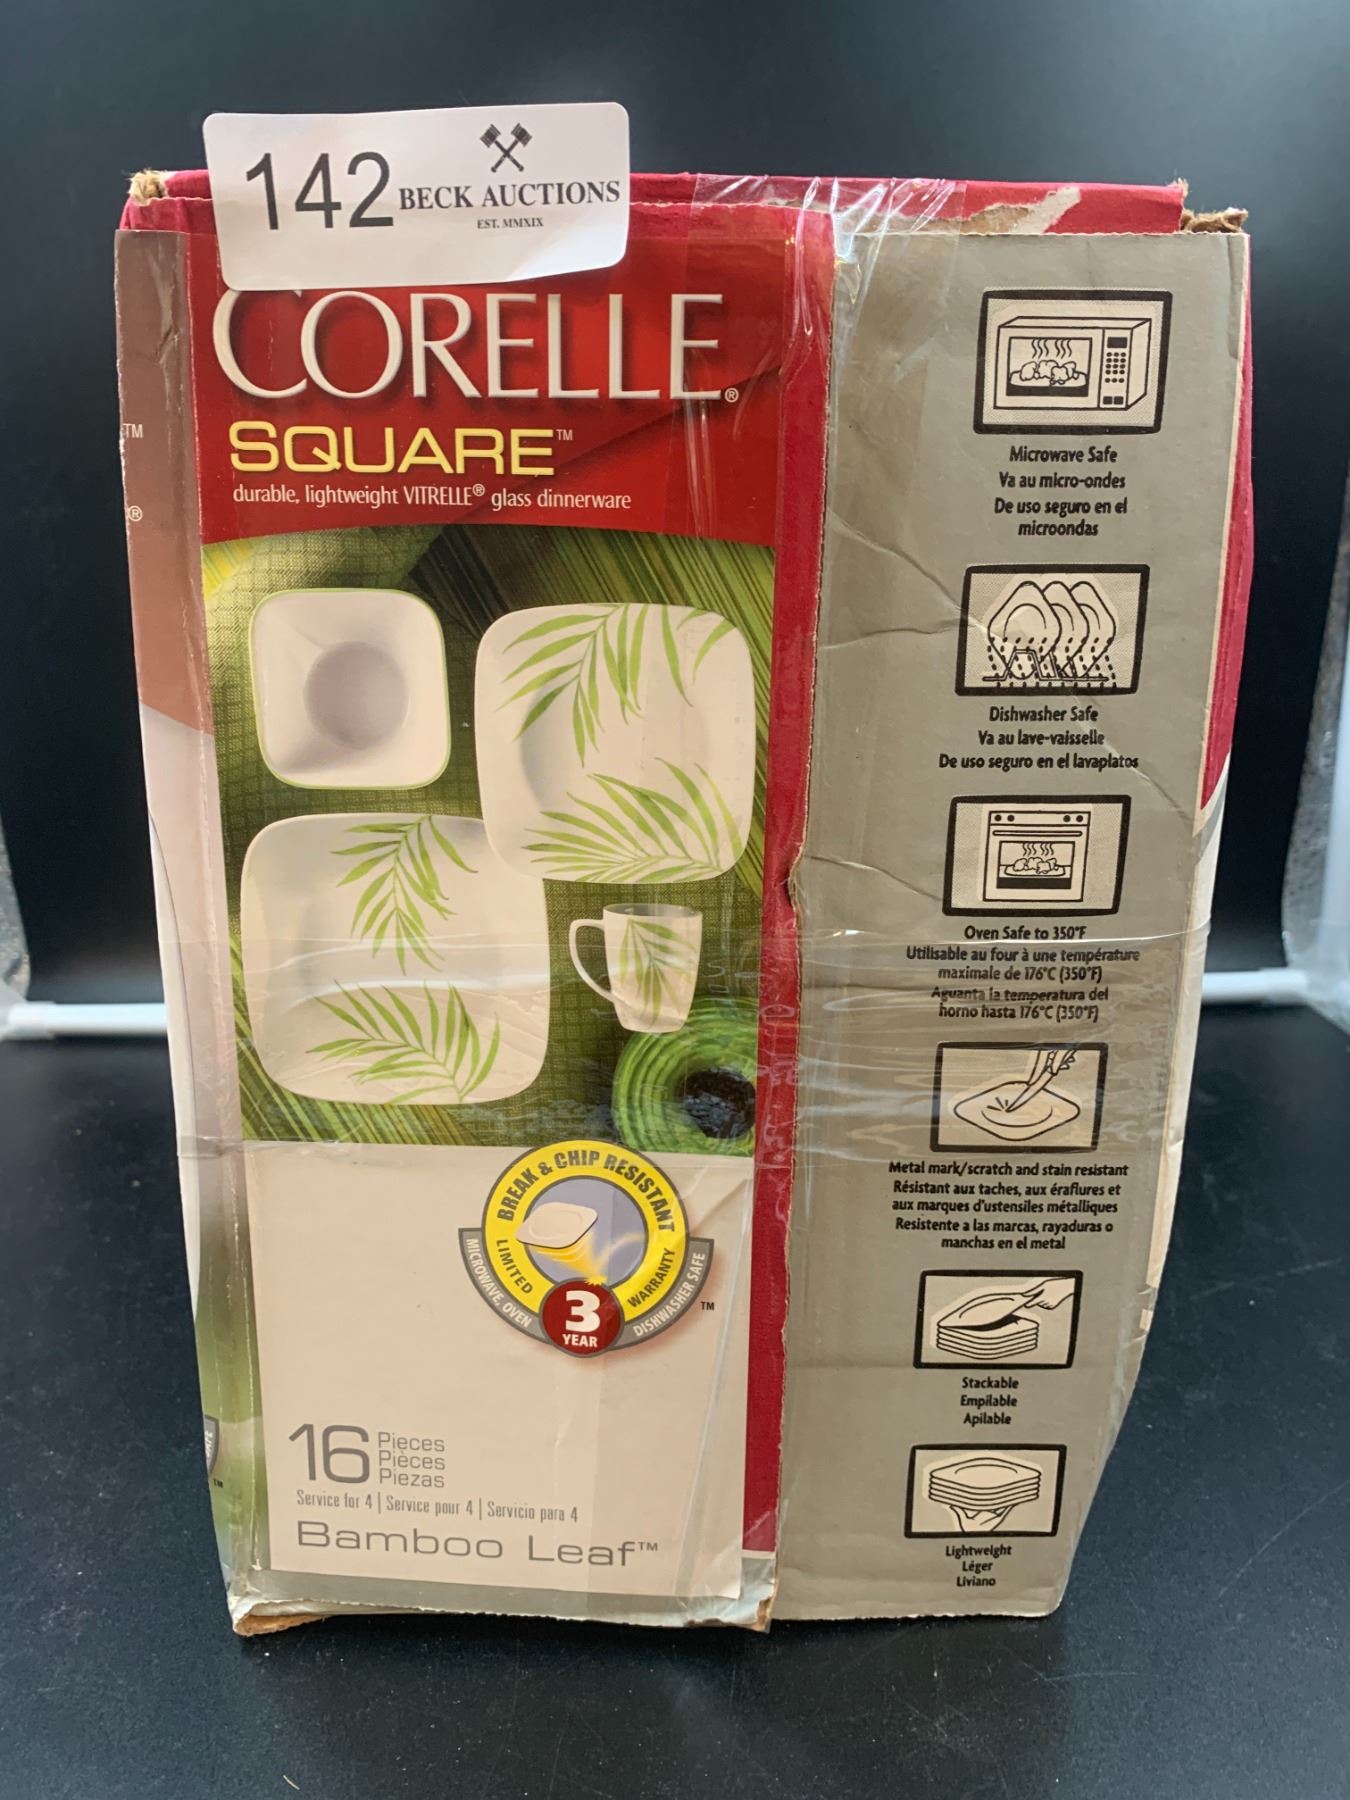 142
BECK AUCTIONS
EST. MMXIX
CORELLE®
SQUARE™
durable, lightweight VITRELLE® glass dinnerware
TM
®
BREAK & CHIP RESISTANT
LIMITED
WARRANTY
MICROWAVE, OVEN
DISHWASHER SAFE
TM
3
YEAR
16
Pieces
Pièces
Piezas
Service for 4 | Service pour 4 | Servicio para 4
Bamboo Leaf™
TM
Microwave Safe
Va au micro-ondes
De uso seguro en el
microondas
Dishwasher Safe
Va au lave-vaisselle
De uso seguro en el lavaplatos
Oven Safe to 350°F
Utilisable au four à une température
maximale de 176°C (350°F)
Aguanta la temperatura del
horno hasta 176°C (350°F)
Metal mark/scratch and stain resistant
Résistant aux taches, aux éraflures et
aux marques d'ustensiles métalliques
Resistente a las marcas, rayaduras o
manchas en el metal
Stackable
Empilable
Apilable
Lightweight
Léger
Liviano